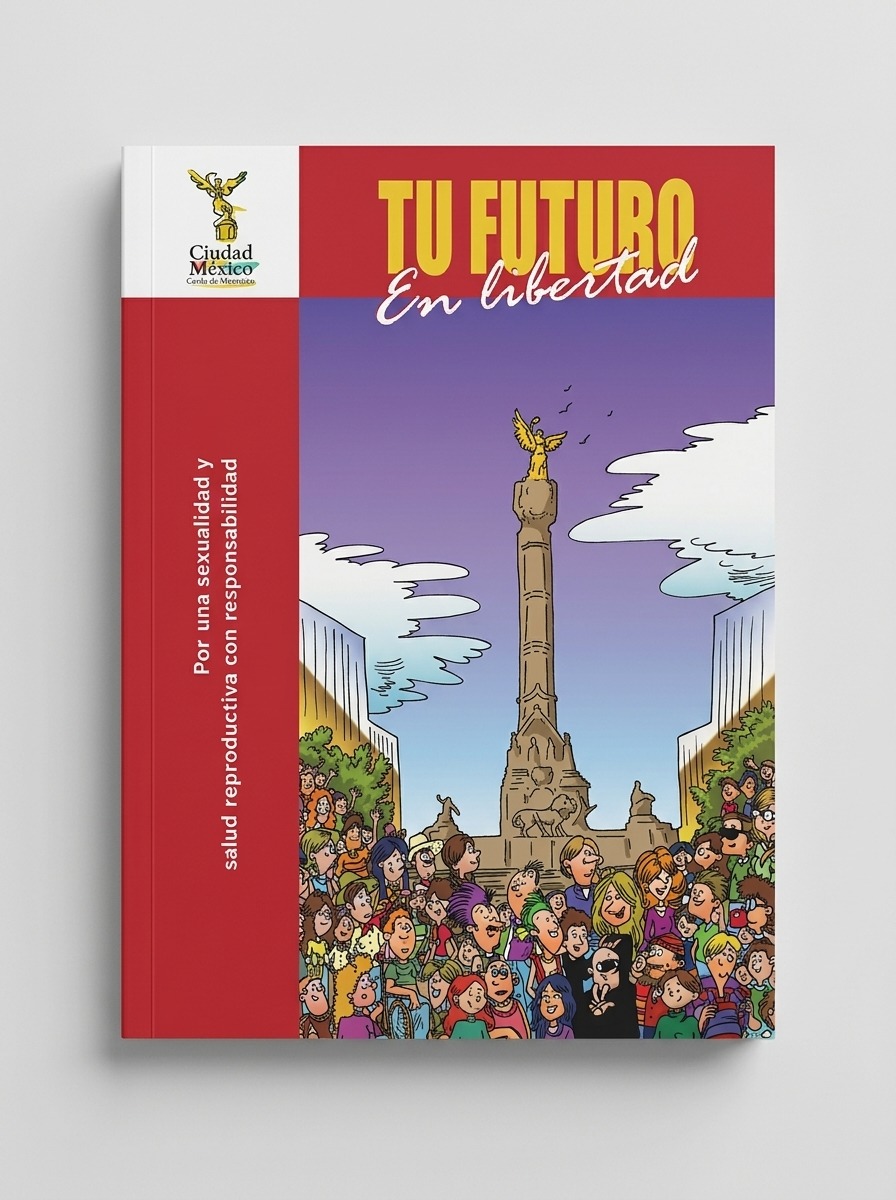 Ciudad
México
TU FUTURO
En libertad
Por una sexualidad y
salud reproductiva con responsabilidad